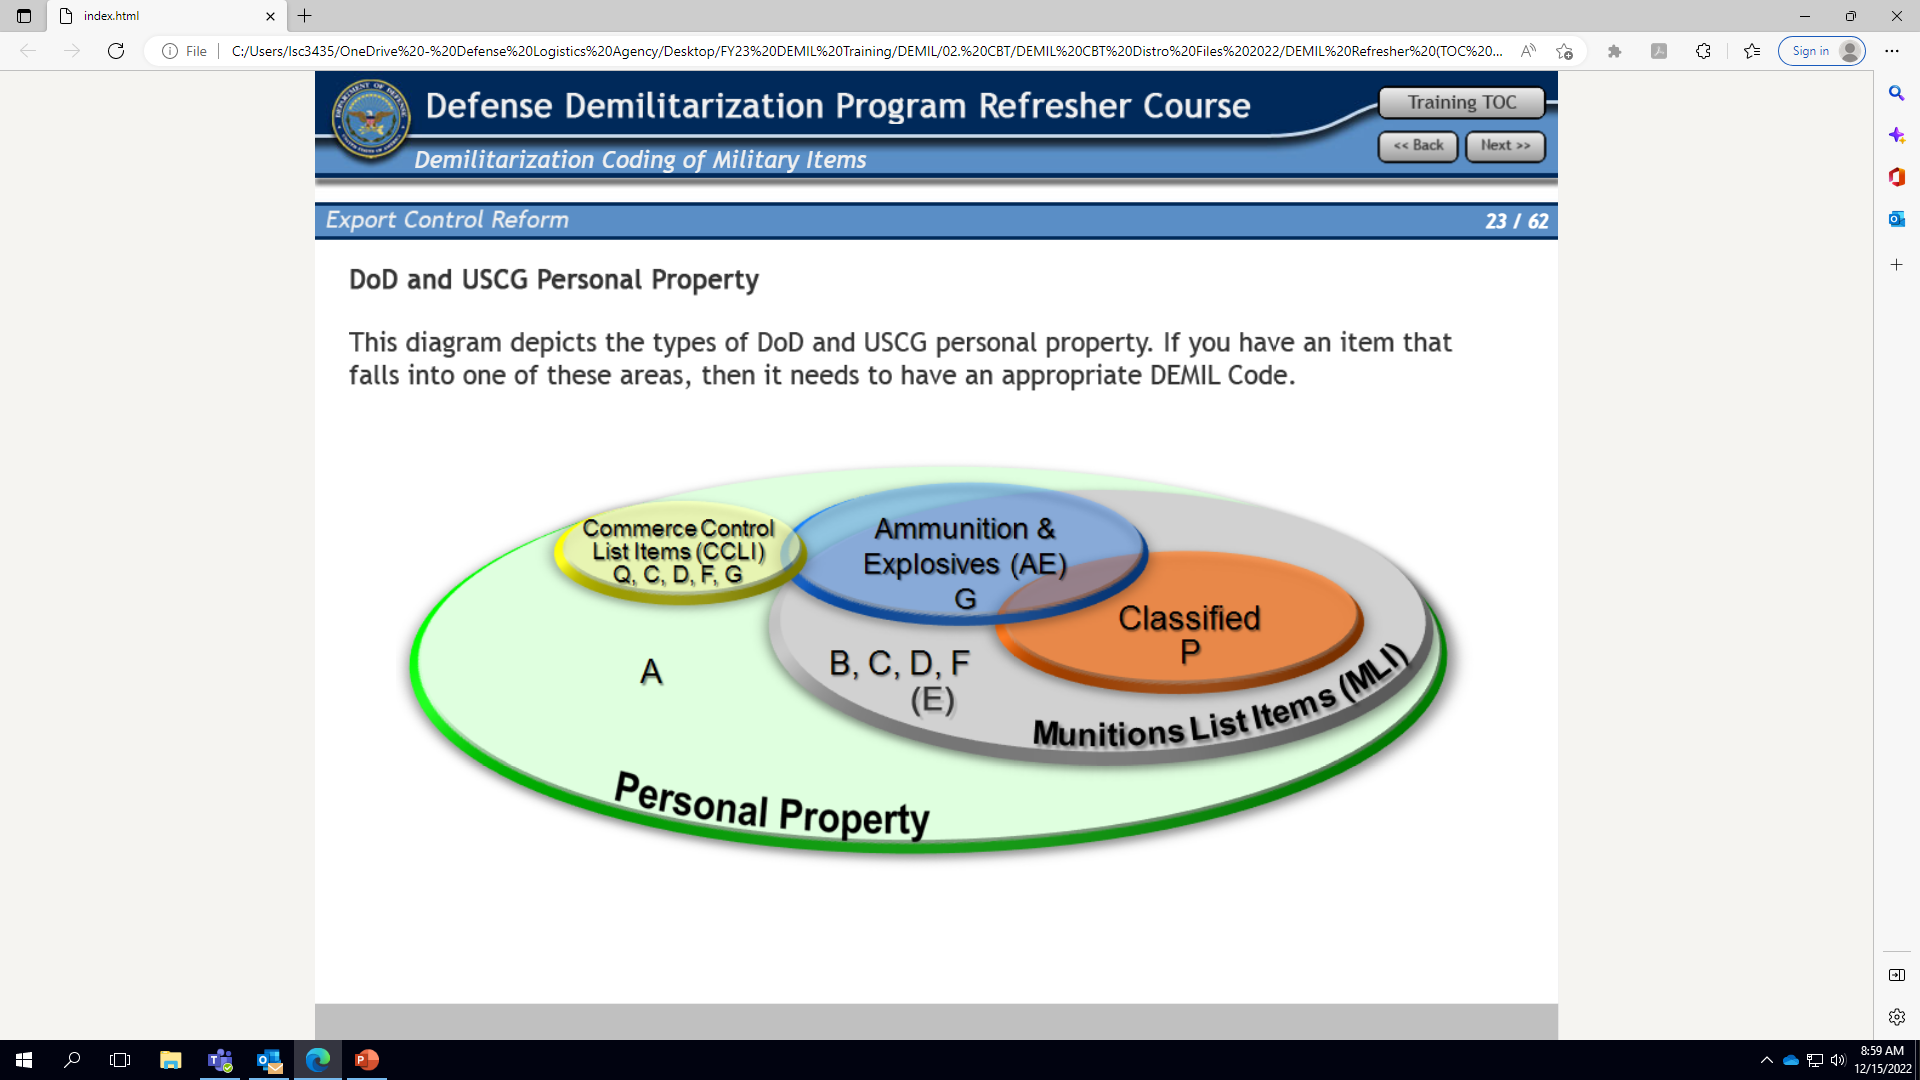 index.html
File
C:/Users/lsc3435/OneDrive%20-%20Defense%20Logistics%20Agency/Desktop/FY23%20DEMIL%20Training/DEMIL/02.%20CBT/DEMIL%20CBT%20Distro%20Files%202022/DEMIL%20Refresher%20(TOC%20...
Sign in
Defense Demilitarization Program Refresher Course
Training TOC
<< Back
Next >>
Demilitarization Coding of Military Items
Export Control Reform
23 / 62
DoD and USCG Personal Property
This diagram depicts the types of DoD and USCG personal property. If you have an item that
falls into one of these areas, then it needs to have an appropriate DEMIL Code.
Commerce Control
List Items (CCLI)
Q, C, D, F, G
Ammunition &
Explosives (AE)
G
Classified
P
B, C, D, F
(E)
A
Munitions List Items (MLI)
Personal Property
8:59 AM
12/15/2022